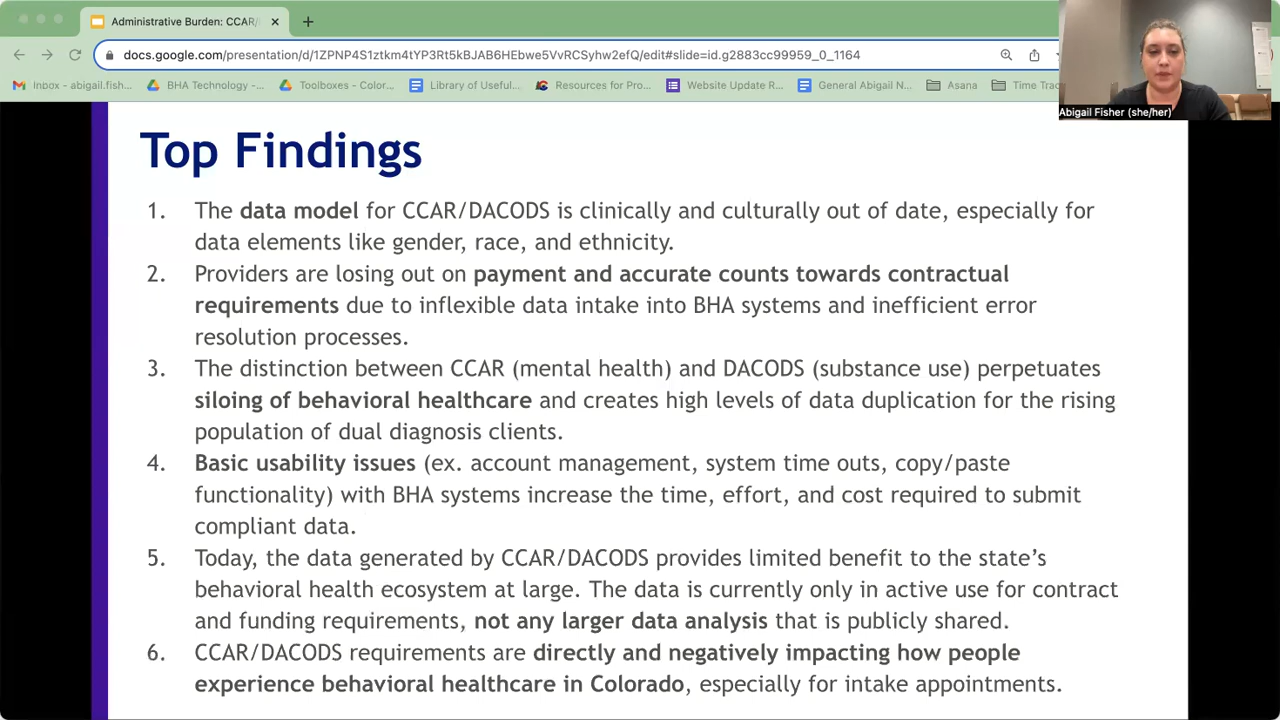 Administrative Burden: CCAR/
docs.google.com/presentation/d/1ZPNP4S1ztkm4tYP3Rt5kBJAB6HEbwe5VvRCSyhw2efQ/edit#slide=id.g2883cc99959_0_1164
Inbox - abigail.fish... BHA Technology -... Toolboxes - Color... Library of Useful... Resources for Pro... Website Update R... General Abigail N... Asana Time Trac
Abigail Fisher (she/her)
Top Findings
1. The data model for CCAR/DACODS is clinically and culturally out of date, especially for
data elements like gender, race, and ethnicity.
2. Providers are losing out on payment and accurate counts towards contractual
requirements due to inflexible data intake into BHA systems and inefficient error
resolution processes.
3. The distinction between CCAR (mental health) and DACODS (substance use) perpetuates
siloing of behavioral healthcare and creates high levels of data duplication for the rising
population of dual diagnosis clients.
4. Basic usability issues (ex. account management, system time outs, copy/paste
functionality) with BHA systems increase the time, effort, and cost required to submit
compliant data.
5. Today, the data generated by CCAR/DACODS provides limited benefit to the state's
behavioral health ecosystem at large. The data is currently only in active use for contract
and funding requirements, not any larger data analysis that is publicly shared.
6. CCAR/DACODS requirements are directly and negatively impacting how people
experience behavioral healthcare in Colorado, especially for intake appointments.